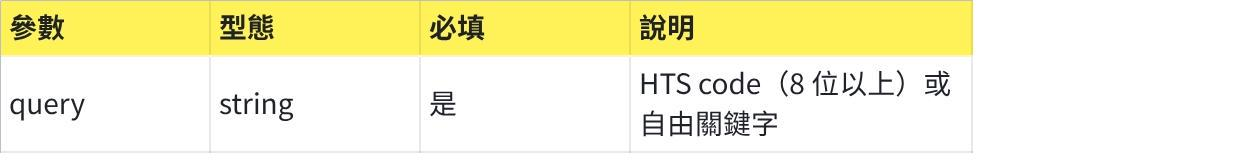 參數 型態 必填 說明
query string 是 HTS code（8 位以上）或
自由關鍵字